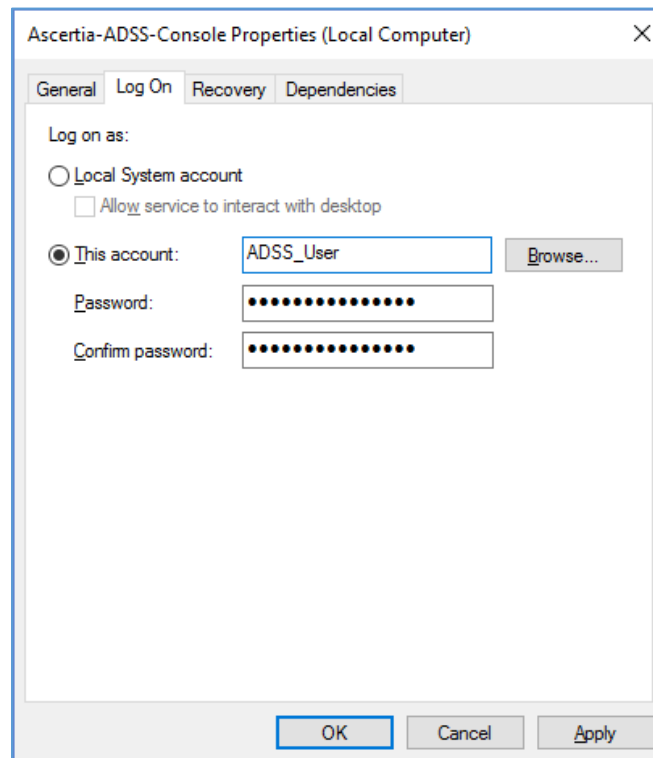 Ascertia-ADSS-Console Properties (Local Computer)
General Log On Recovery Dependencies
Log on as:
Local System account
Allow service to interact with desktop
This account: ADSS_User Browse...
Password: ●●●●●●●●●●●●●●●
Confirm password: ●●●●●●●●●●●●●●●
OK Cancel Apply